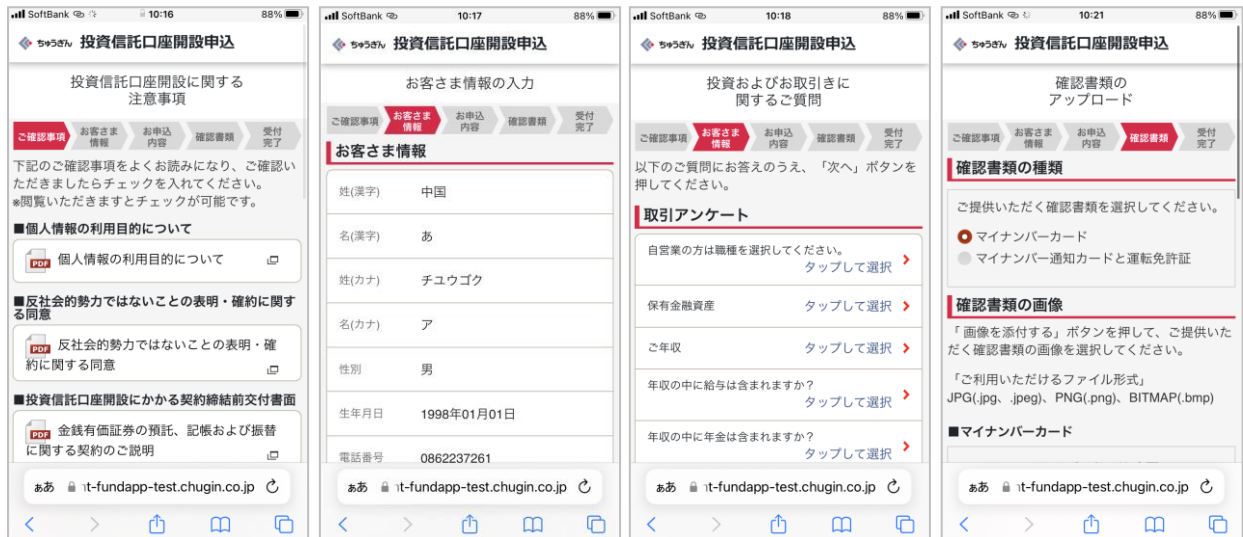 SoftBank 10:16 88%
ちゅうぎん 投資信託口座開設申込
投資信託口座開設に関する
注意事項
ご確認事項 お客さま情報 お申込内容 確認書類 受付完了
下記のご確認事項をよくお読みになり、ご確認い
ただきましたらチェックを入れてください。
※閲覧いただきますとチェックが可能です。
■個人情報の利用目的について
PDF 個人情報の利用目的について
■反社会的勢力ではないことの表明・確約に関す
る同意
PDF 反社会的勢力ではないことの表明・確
約に関する同意
■投資信託口座開設にかかる契約締結前交付書面
PDF 金銭有価証券の預託、記帳および振替
に関する契約のご説明
ぁあ nt-fundapp-test.chugin.co.jp
SoftBank 10:17 88%
ちゅうぎん 投資信託口座開設申込
お客さま情報の入力
ご確認事項 お客さま情報 お申込内容 確認書類 受付完了
お客さま情報
姓(漢字) 中国
名(漢字) あ
姓(カナ) チユウゴク
名(カナ) ア
性別 男
生年月日 1998年01月01日
電話番号 0862237261
ぁあ nt-fundapp-test.chugin.co.jp
SoftBank 10:18 88%
ちゅうぎん 投資信託口座開設申込
投資およびお取引きに
関するご質問
ご確認事項 お客さま情報 お申込内容 確認書類 受付完了
以下のご質問にお答えのうえ、「次へ」ボタンを
押してください。
取引アンケート
自営業の方は職種を選択してください。
タップして選択
保有金融資産 タップして選択
ご年収 タップして選択
年収の中に給与は含まれますか？
タップして選択
年収の中に年金は含まれますか？
タップして選択
ぁあ nt-fundapp-test.chugin.co.jp
SoftBank 10:21 88%
ちゅうぎん 投資信託口座開設申込
確認書類の
アップロード
ご確認事項 お客さま情報 お申込内容 確認書類 受付完了
確認書類の種類
ご提供いただく確認書類を選択してください。
マイナンバーカード
マイナンバー通知カードと運転免許証
確認書類の画像
「 画像を添付する」ボタンを押して、ご提供いた
だく確認書類の画像を選択してください。
「ご利用いただけるファイル形式」
JPG(.jpg、.jpeg)、PNG(.png)、BITMAP(.bmp)
■マイナンバーカード
ぁあ nt-fundapp-test.chugin.co.jp